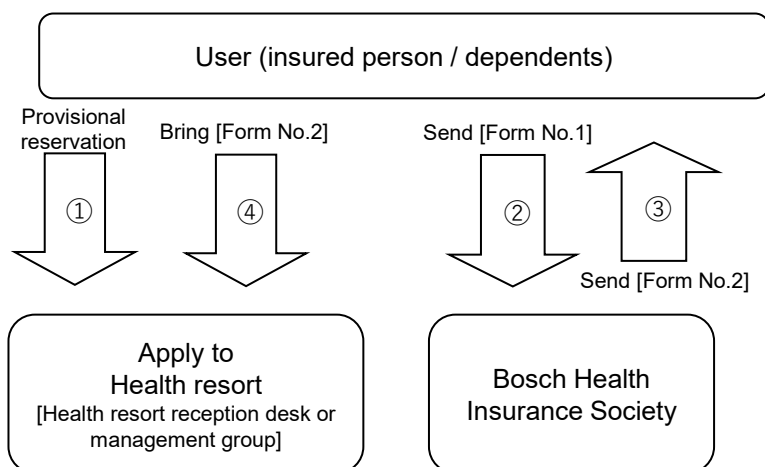 User (insured person / dependents)
Provisional
reservation
Bring [Form No.2]
Send [Form No.1]
①
④
②
③
Send [Form No.2]
Apply to
Health resort
[Health resort reception desk or
management group]
Bosch Health
Insurance Society